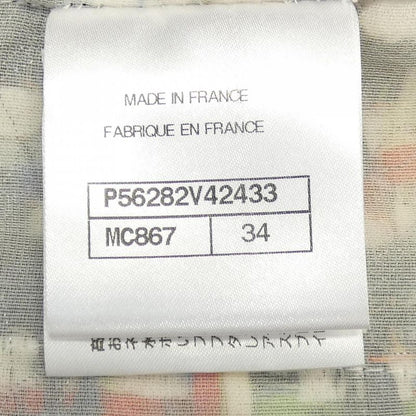 MADE IN FRANCE
FABRIQUE EN FRANCE
P56282V42433
MC867 34